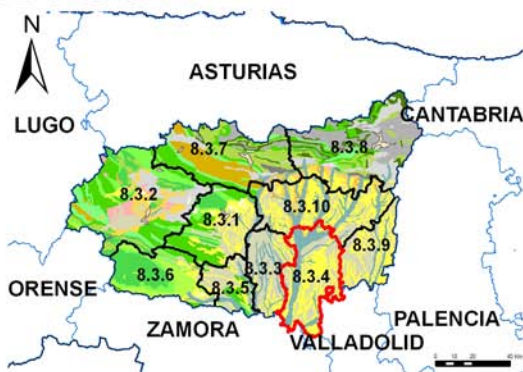 N
ASTURIAS
CANTABRIA
LUGO
8.3.7
8.3.8
8.3.2
8.3.1
8.3.10
8.3.9
8.3.3
8.3.4
8.3.6
8.3.5
ORENSE
PALENCIA
ZAMORA
VALLADOLID